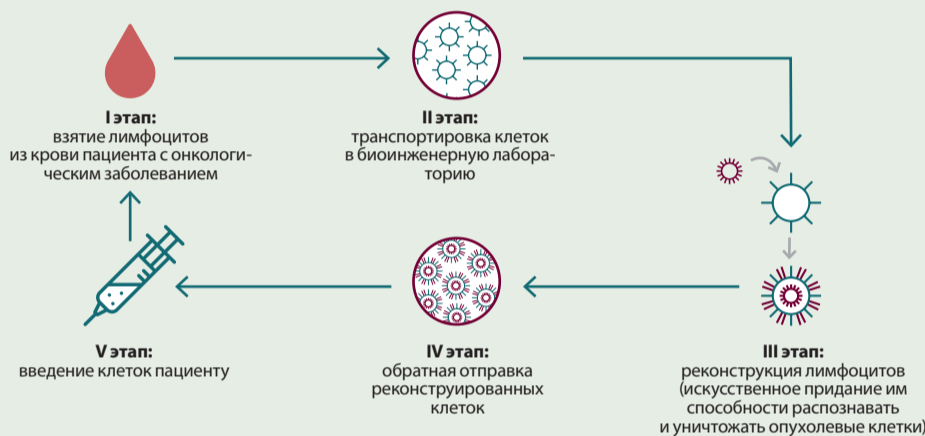 I этап:
взятие лимфоцитов
из крови пациента с онкологи-
ческим заболеванием
II этап:
транспортировка клеток
в биоинженерную лабора-
торию
III этап:
реконструкция лимфоцитов
(искусственное придание им
способности распознавать
и уничтожать опухолевые клетки)
IV этап:
обратная отправка
реконструированных
клеток
V этап:
введение клеток пациенту